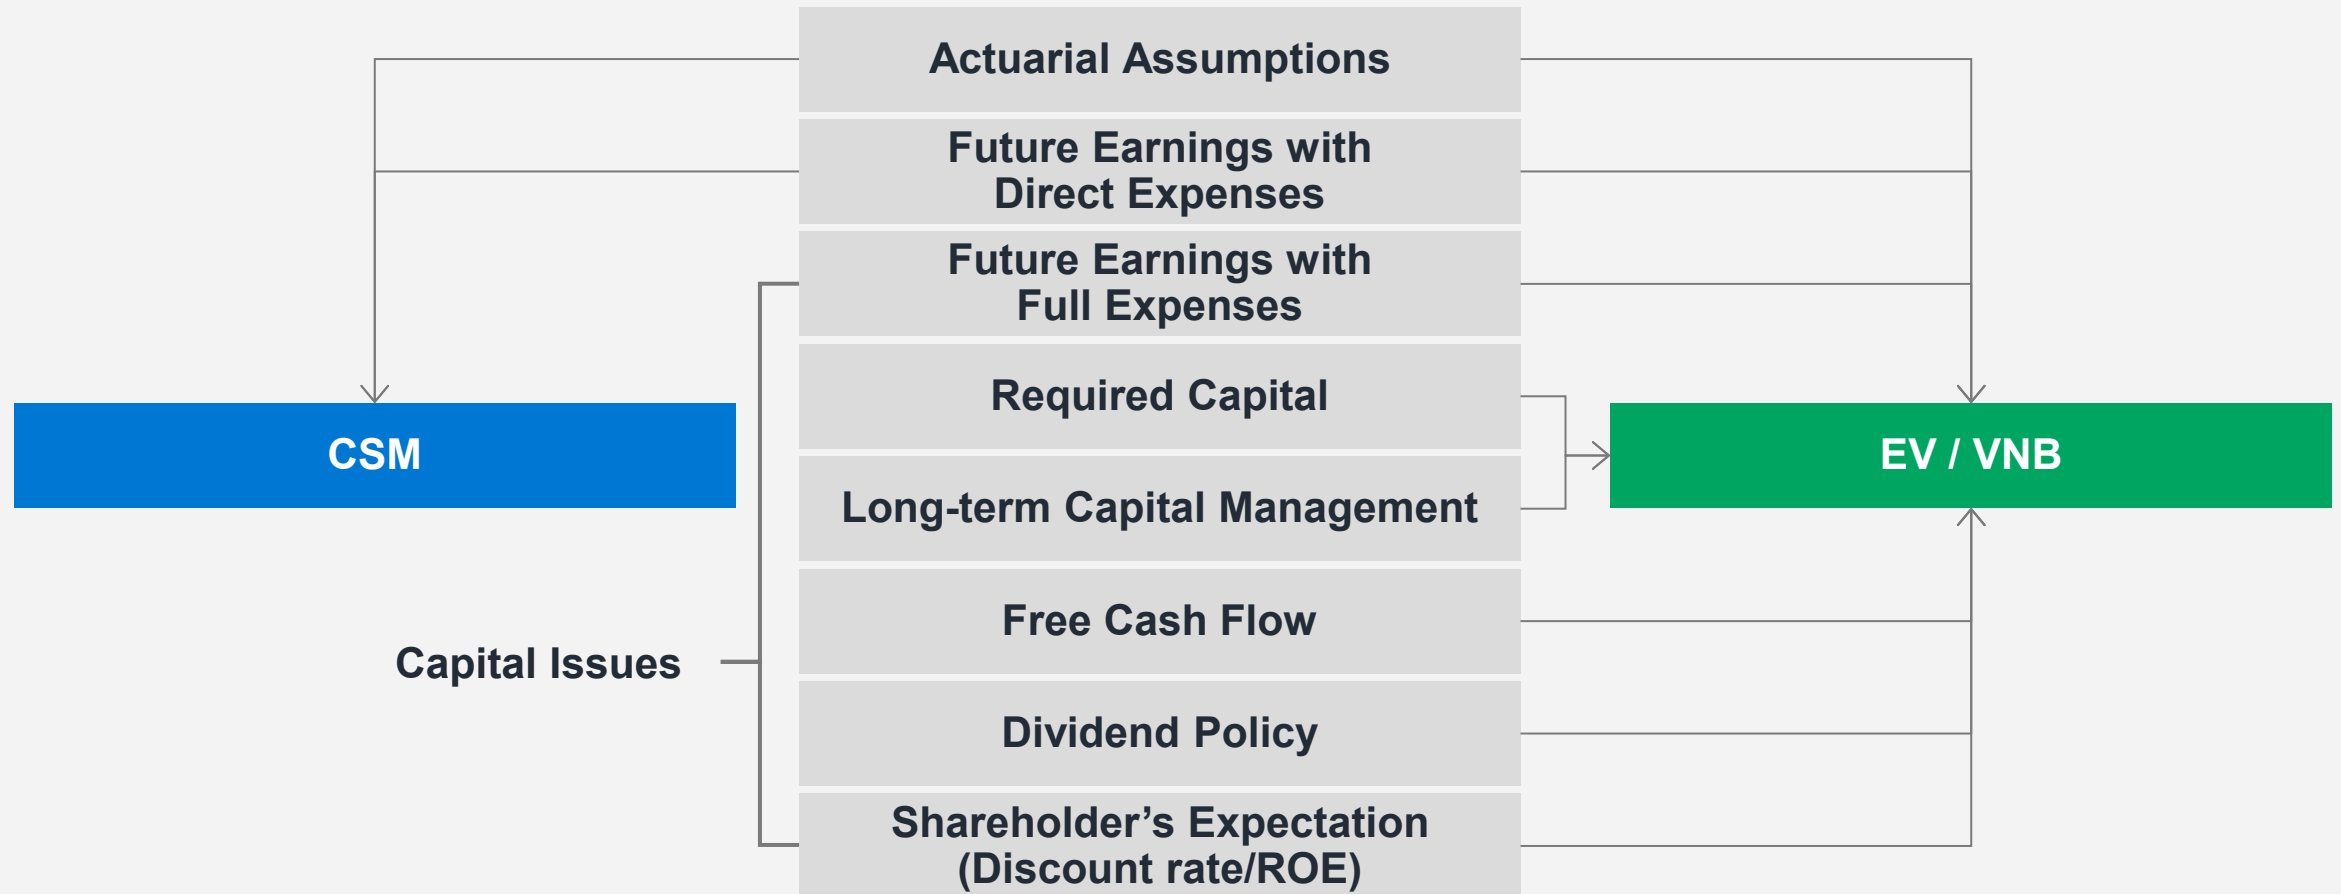 Actuarial Assumptions
Future Earnings with
Direct Expenses
Future Earnings with
Full Expenses
Required Capital
CSM
EV / VNB
Long-term Capital Management
Free Cash Flow
Capital Issues
Dividend Policy
Shareholder’s Expectation
(Discount rate/ROE)